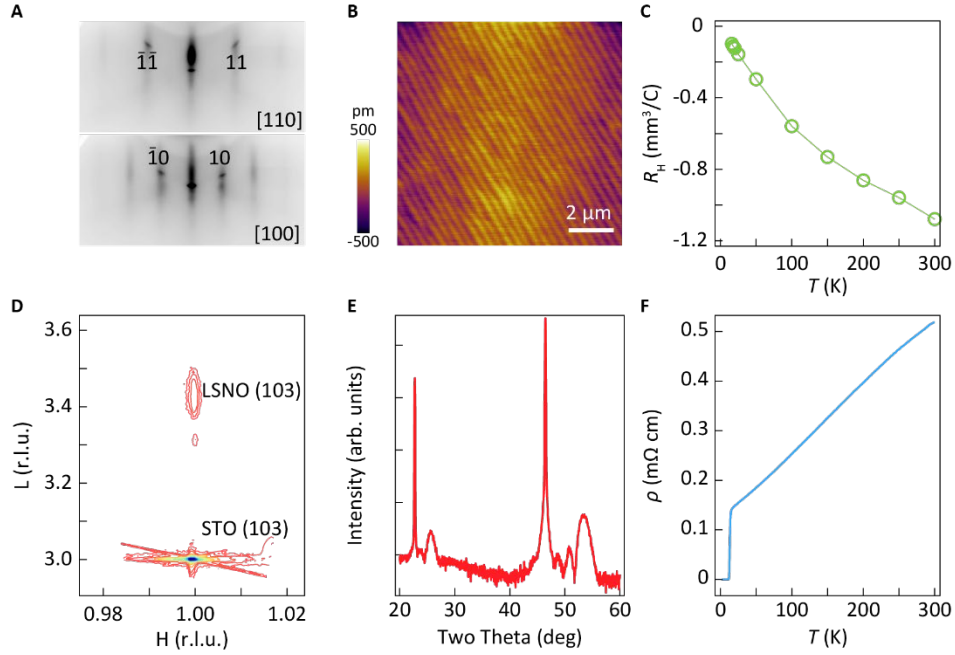 A
1̄1̄
11
[110]
1̄0
10
[100]
B
pm
500
-500
2 µm
C
R_H (mm³/C)
0
-0.4
-0.8
-1.2
0
100
200
300
T (K)
D
L (r.l.u.)
3.6
3.4
3.2
3.0
LSNO (103)
STO (103)
0.98
1.00
1.02
H (r.l.u.)
E
Intensity (arb. units)
20
30
40
50
60
Two Theta (deg)
F
ρ (mΩ cm)
0.5
0.4
0.3
0.2
0.1
0
0
100
200
300
T (K)